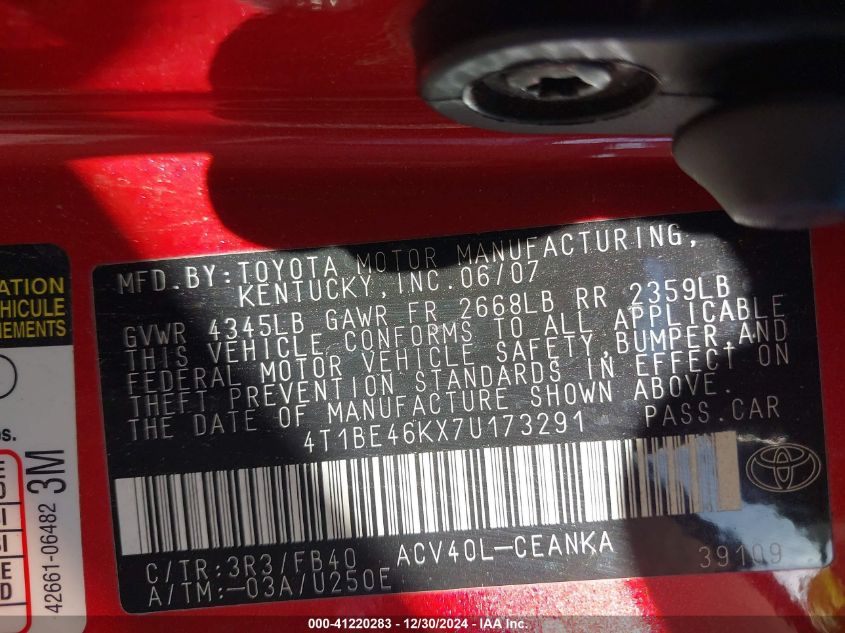 MFD.BY:TOYOTA MOTOR MANUFACTURING,
KENTUCKY,INC.06/07
GVWR 4345LB GAWR FR 2668LB RR 2359LB
THIS VEHICLE CONFORMS TO ALL APPLICABLE
FEDERAL MOTOR VEHICLE SAFETY,BUMPER,AND
THEFT PREVENTION STANDARDS IN EFFECT ON
THE DATE OF MANUFACTURE SHOWN ABOVE.
4T1BE46KX7U173291 PASS.CAR
C/TR:3R3/FB40 ACV40L-CEANKA 39109
A/TM:-03A/U250E
ATION
VEHICULE
NEMENTS
os.
3M
42661-06482
000-41220283 - 12/30/2024 - IAA, INC.